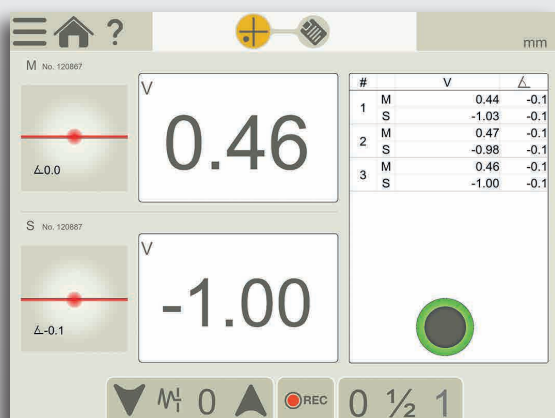 ?
mm
M No. 120867
V
0.46
∡0.0
S No. 120867
V
-1.00
∡-0.1
# V ∡
1 M 0.44 -0.1
S -1.03 -0.1
2 M 0.47 -0.1
S -0.98 -0.1
3 M 0.46 -0.1
S -1.00 -0.1
0 REC 0 ½ 1